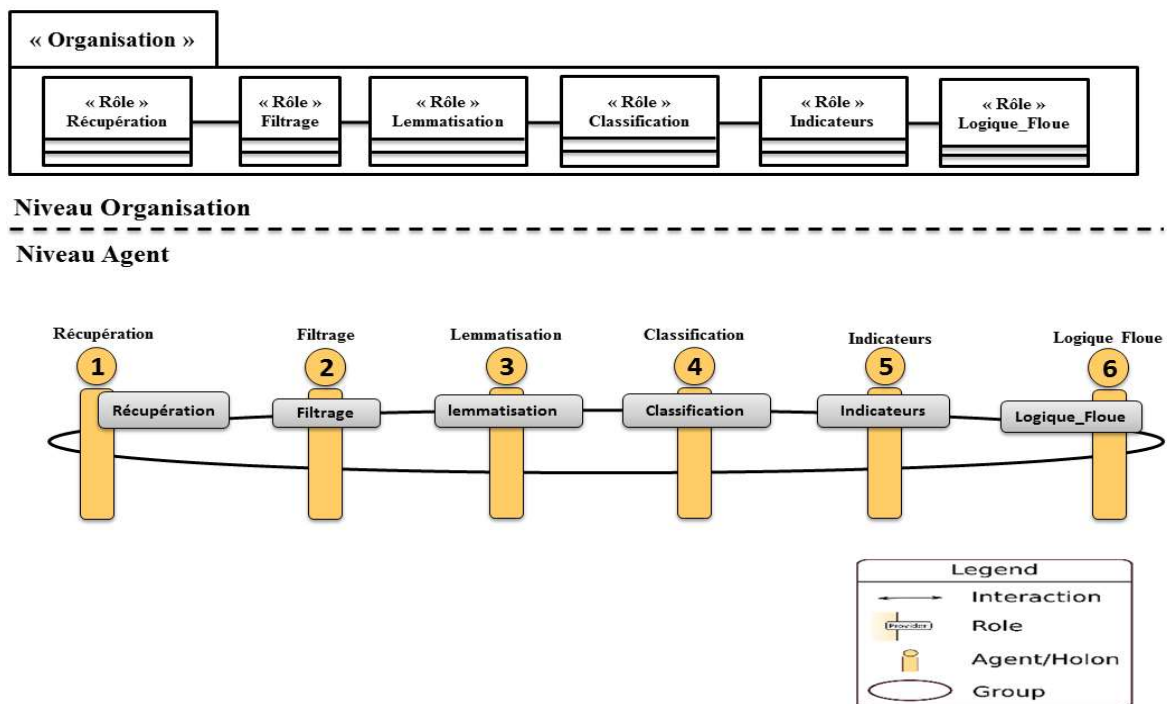 « Organisation »
« Rôle »
Récupération
« Rôle »
Filtrage
« Rôle »
Lemmatisation
« Rôle »
Classification
« Rôle »
Indicateurs
« Rôle »
Logique_Floue
Niveau Organisation
Niveau Agent
Récupération
Filtrage
Lemmatisation
Classification
Indicateurs
Logique Floue
1
2
3
4
5
6
Récupération
Filtrage
lemmatisation
Classification
Indicateurs
Logique_Floue
Legend
Interaction
Provider
Role
Agent/Holon
Group